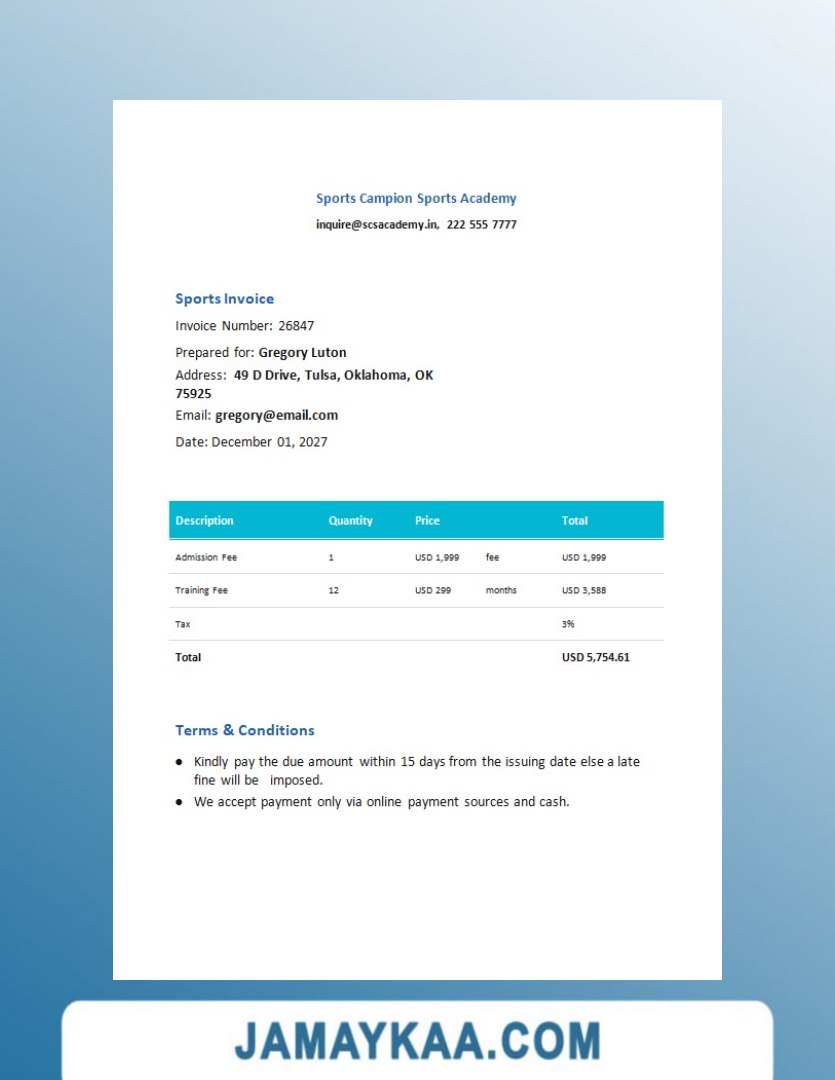 Sports Campion Sports Academy
inquire@scsacademy.in, 222 555 7777
Sports Invoice
Invoice Number: 26847
Prepared for: Gregory Luton
Address: 49 D Drive, Tulsa, Oklahoma, OK
75925
Email: gregory@email.com
Date: December 01, 2027
Description Quantity Price Total
Admission Fee 1 USD 1,999 fee USD 1,999
Training Fee 12 USD 299 months USD 3,588
Tax 3%
Total USD 5,754.61
Terms & Conditions
● Kindly pay the due amount within 15 days from the issuing date else a late
fine will be imposed.
● We accept payment only via online payment sources and cash.
JAMAYKAA.COM